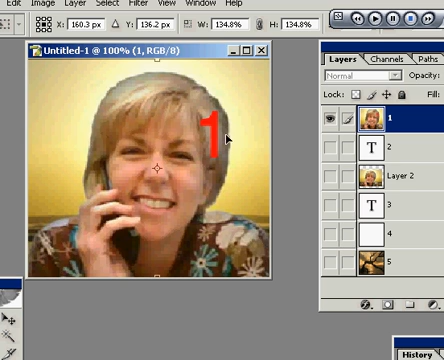 Edit Image Layer Select Filter View Window Help
X: 160.3 px Y: 136.2 px W: 134.8% H: 134.8%
Untitled-1 @ 100% (1, RGB/8)
1
Layers Channels Paths
Normal Opacity:
Lock: Fill:
1
T 2
Layer 2
T 3
4
5
History